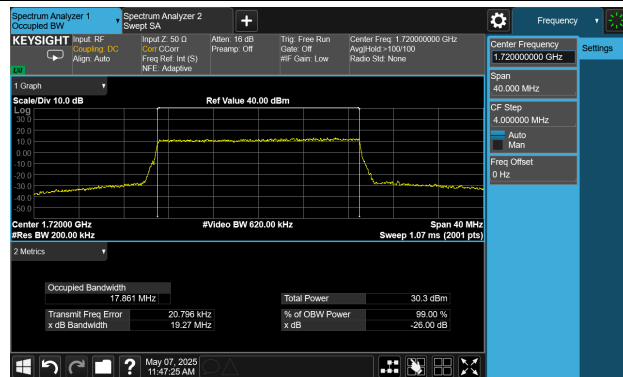 Spectrum Analyzer 1
Occupied BW
Spectrum Analyzer 2
Swept SA
Frequency
KEYSIGHT
Input: RF
Coupling: DC
Align: Auto
Input Z: 50 Ω
Corr CCorr
Freq Ref: Int (S)
NFE: Adaptive
Atten: 16 dB
Preamp: Off
Trig: Free Run
Gate: Off
#IF Gain: Low
Center Freq: 1.720000000 GHz
Avg|Hold:>100/100
Radio Std: None
Center Frequency
1.720000000 GHz
Settings
Span
40.000 MHz
CF Step
4.000000 MHz
Auto
Man
Freq Offset
0 Hz
1 Graph
Scale/Div 10.0 dB
Ref Value 40.00 dBm
Log
30.0
20.0
10.0
0.00
-10.0
-20.0
-30.0
-40.0
-50.0
Center 1.72000 GHz
#Video BW 620.00 kHz
Span 40 MHz
#Res BW 200.00 kHz
Sweep 1.07 ms (2001 pts)
2 Metrics
Occupied Bandwidth
17.861 MHz
Total Power
30.3 dBm
Transmit Freq Error
20.796 kHz
% of OBW Power
99.00 %
x dB Bandwidth
19.27 MHz
x dB
-26.00 dB
?
May 07, 2025
11:47:25 AM